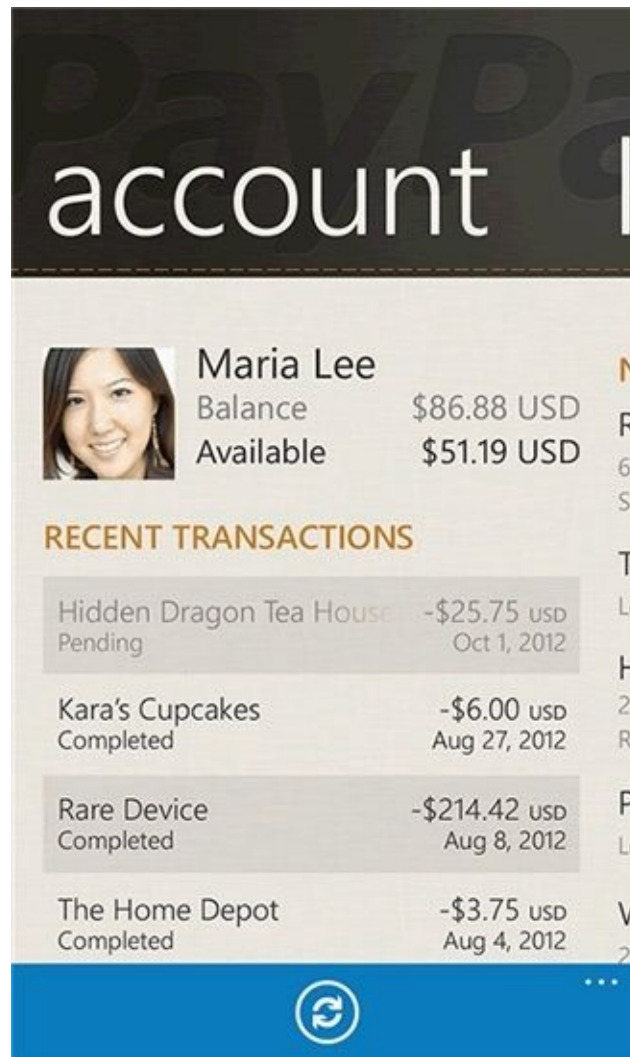 PayPa
account
Maria Lee
Balance $86.88 USD
Available $51.19 USD
RECENT TRANSACTIONS
Hidden Dragon Tea House -$25.75 USD
Pending Oct 1, 2012
Kara's Cupcakes -$6.00 USD
Completed Aug 27, 2012
Rare Device -$214.42 USD
Completed Aug 8, 2012
The Home Depot -$3.75 USD
Completed Aug 4, 2012